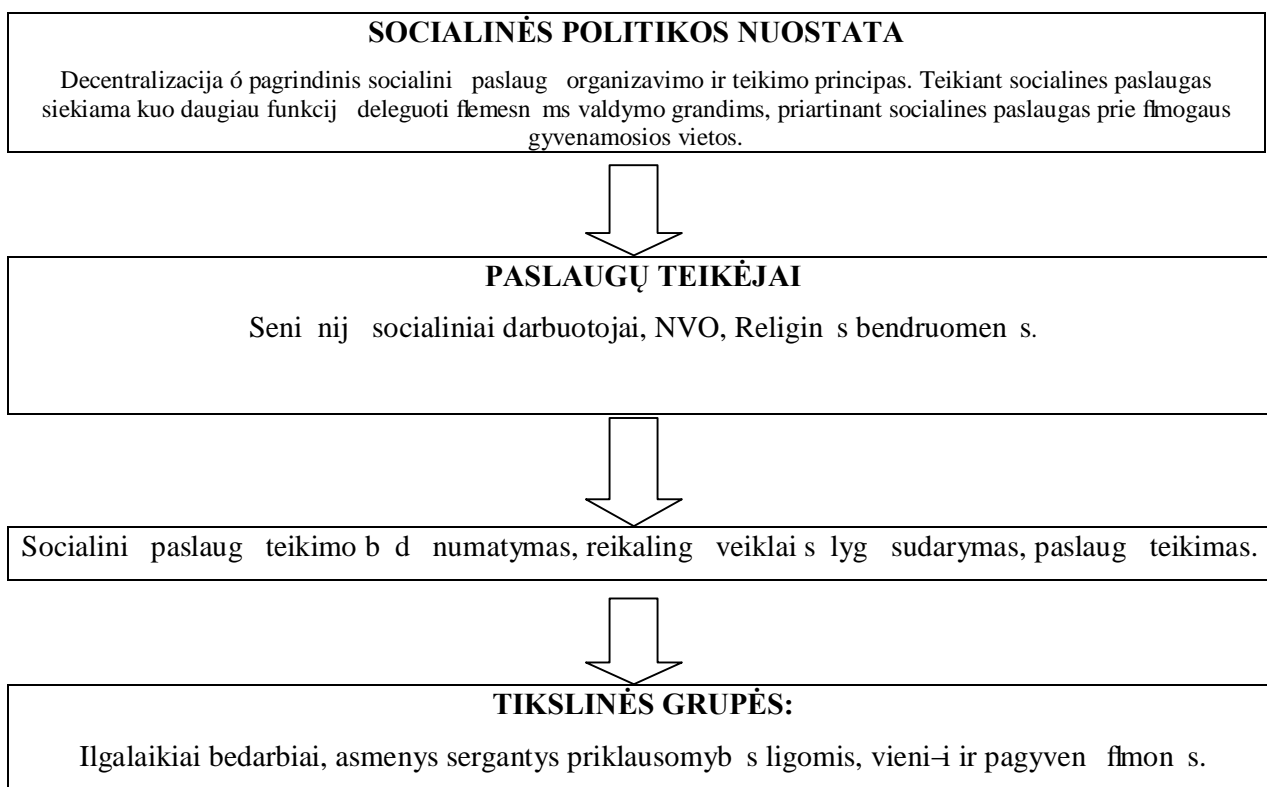 SOCIALINĖS POLITIKOS NUOSTATA
Decentralizacija ó pagrindinis socialini paslaug organizavimo ir teikimo principas. Teikiant socialines paslaugas
siekiama kuo daugiau funkcij deleguoti flemesn ms valdymo grandims, priartinant socialines paslaugas prie flmogaus
gyvenamosios vietos.
PASLAUGŲ TEIKĖJAI
Seni nij socialiniai darbuotojai, NVO, Religin s bendruomen s.
Socialini paslaug teikimo b d numatymas, reikaling veiklai s lyg sudarymas, paslaug teikimas.
TIKSLINĖS GRUPĖS:
Ilgalaikiai bedarbiai, asmenys sergantys priklausomyb s ligomis, vieni–i ir pagyven flmon s.